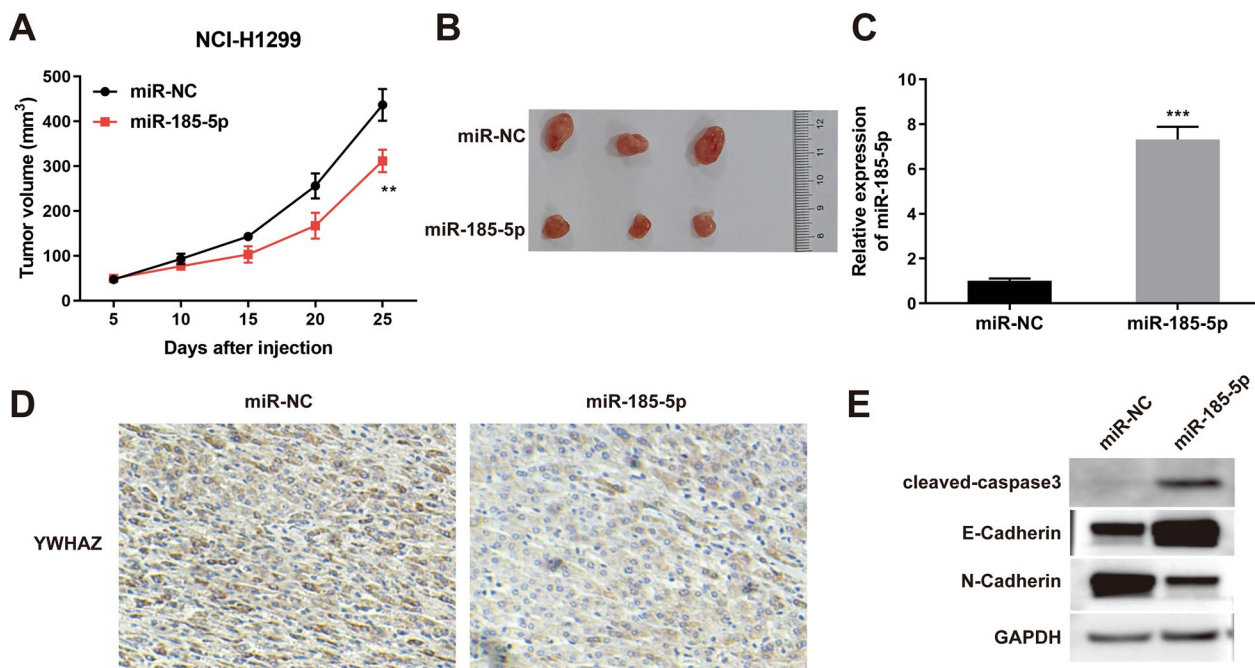 A
NCI-H1299
Tumor volume (mm³)
500
400
300
200
100
0
miR-NC
miR-185-5p
**
5
10
15
20
25
Days after injection
B
miR-NC
miR-185-5p
12
11
10
9
8
C
Relative expression
of miR-185-5p
10
8
6
4
2
0
***
miR-NC
miR-185-5p
D
miR-NC
miR-185-5p
YWHAZ
E
miR-NC
miR-185-5p
cleaved-caspase3
E-Cadherin
N-Cadherin
GAPDH